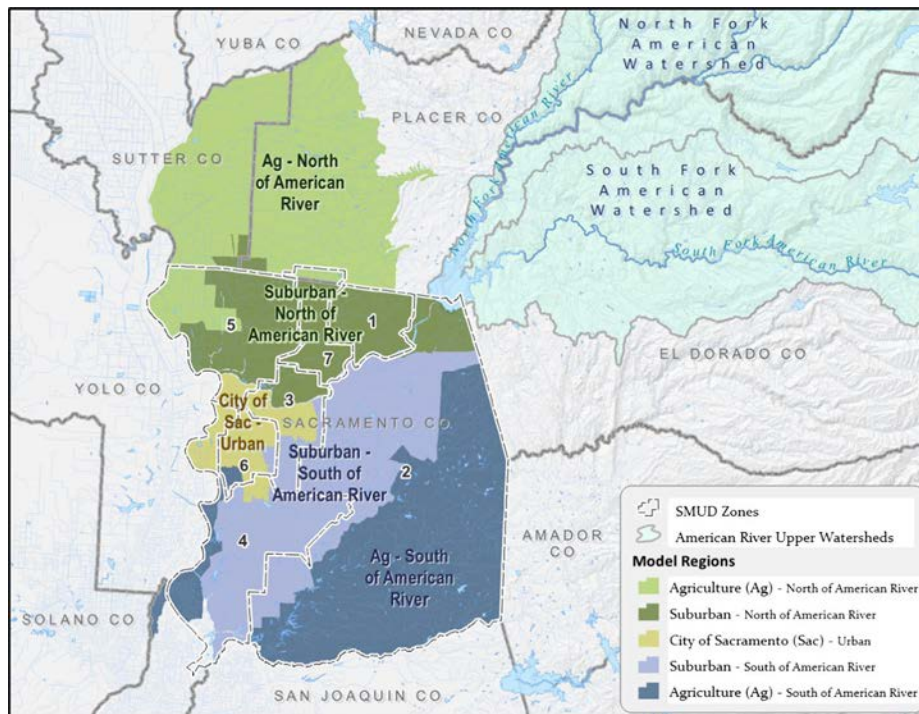 NEVADA CO
YUBA CO
North Fork
American
Watershed
PLACER CO
North Fork American River
SUTTER CO
Ag - North
of American
River
South Fork
American
Watershed
South Fork American River
Suburban -
North of
American River
1
5
7
EL DORADO CO
YOLO CO
3
City of
Sac -
Urban
SACRAMENTO CO
Suburban -
South of
American River
2
6
4
AMADOR
CO
Ag - South
of American
River
SOLANO CO
SAN JOAQUIN CO
SMUD Zones
American River Upper Watersheds
Model Regions
Agriculture (Ag) - North of American River
Suburban - North of American River
City of Sacramento (Sac) - Urban
Suburban - South of American River
Agriculture (Ag) - South of American River